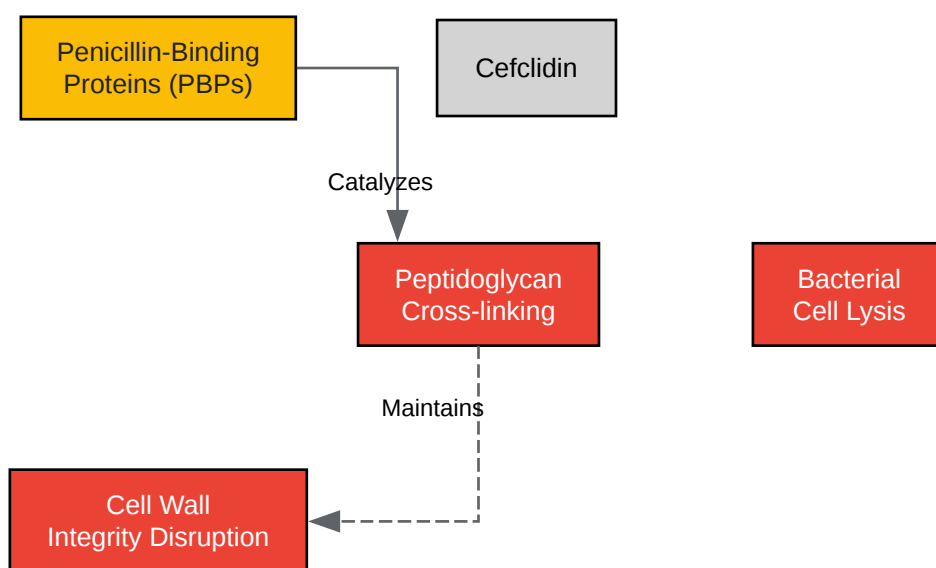 Penicillin-Binding
Proteins (PBPs)
Cefclidin
Catalyzes
Peptidoglycan
Cross-linking
Bacterial
Cell Lysis
Maintains
Cell Wall
Integrity Disruption